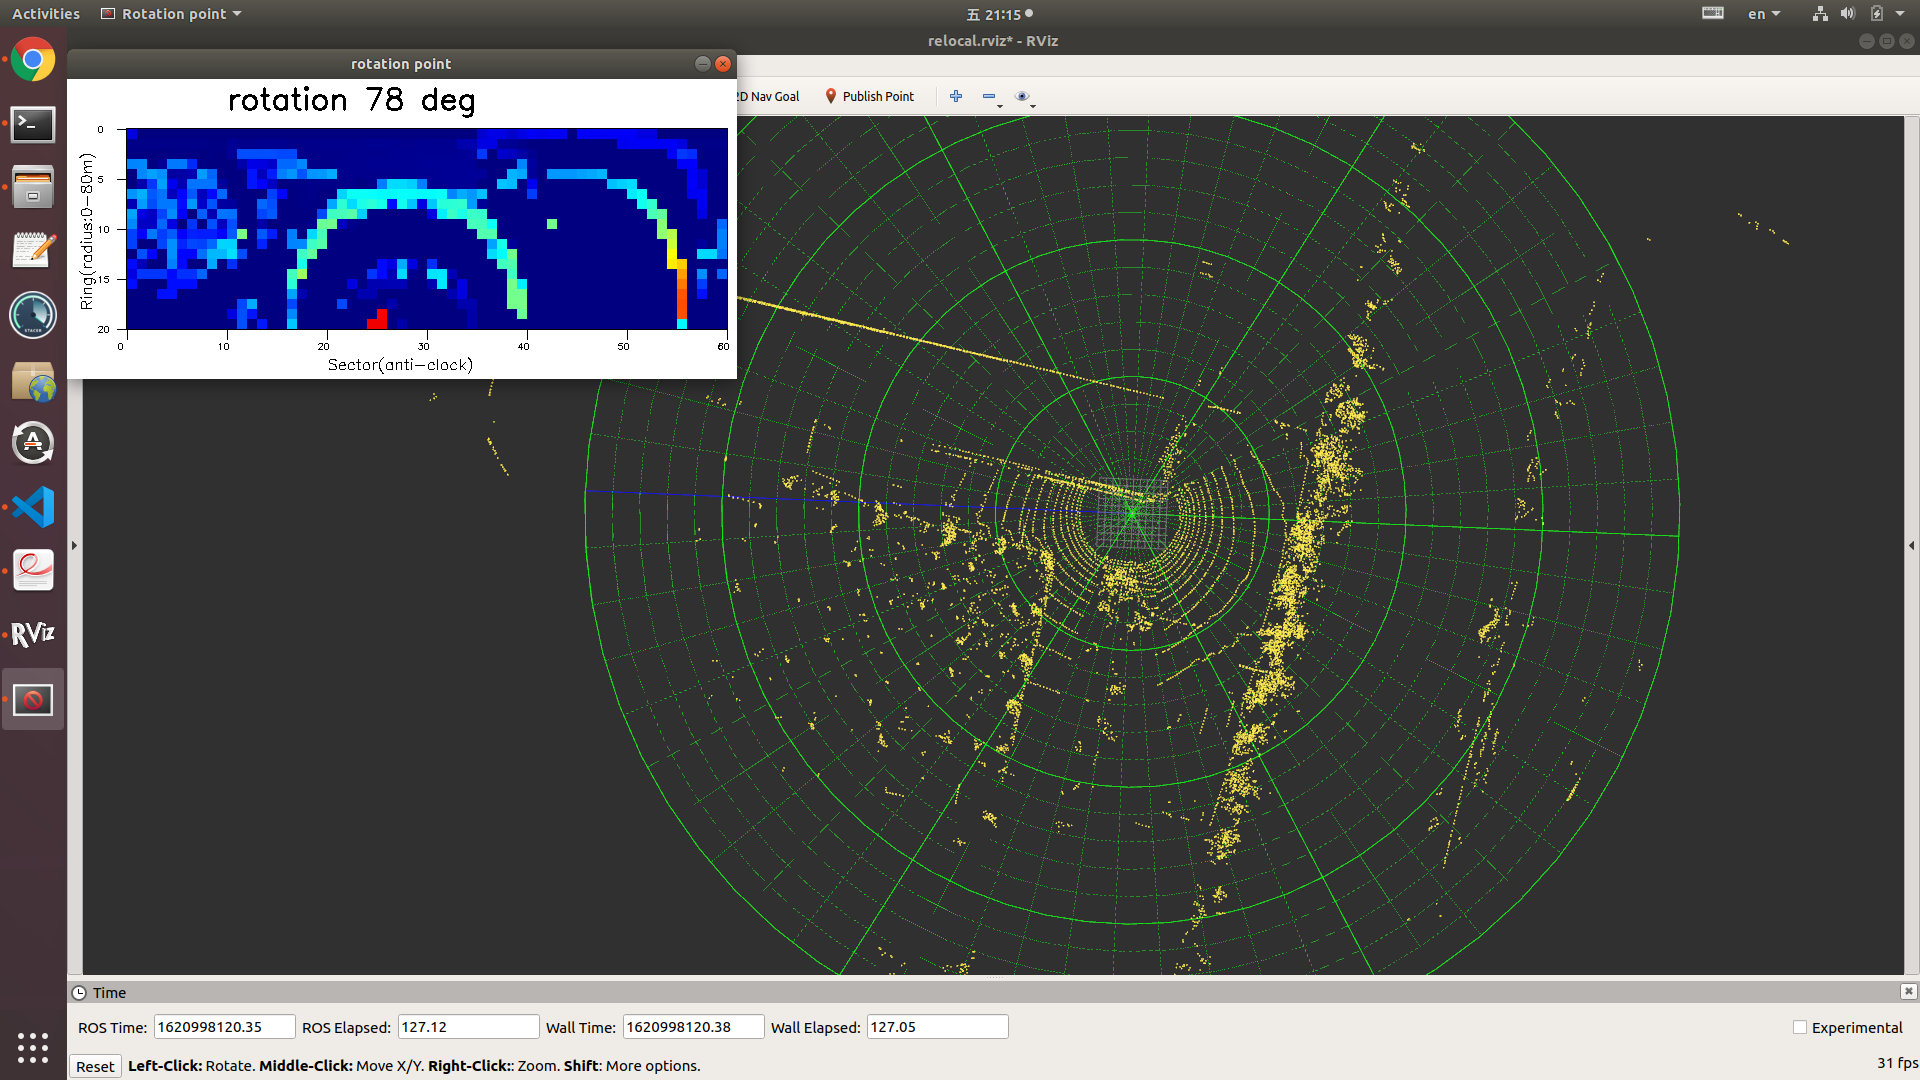 Activities
Rotation point
五 21:15
en
relocal.rviz* - RViz
rotation point
2D Nav Goal
Publish Point
rotation 78 deg
Ring(radius:0-80m)
0
5
10
15
20
0 10 20 30 40 50 60
Sector(anti-clock)
STACER
A
RViz
Time
ROS Time: 1620998120.35 ROS Elapsed: 127.12 Wall Time: 1620998120.38 Wall Elapsed: 127.05 Experimental
Reset Left-Click: Rotate. Middle-Click: Move X/Y. Right-Click:: Zoom. Shift: More options.
31 fps